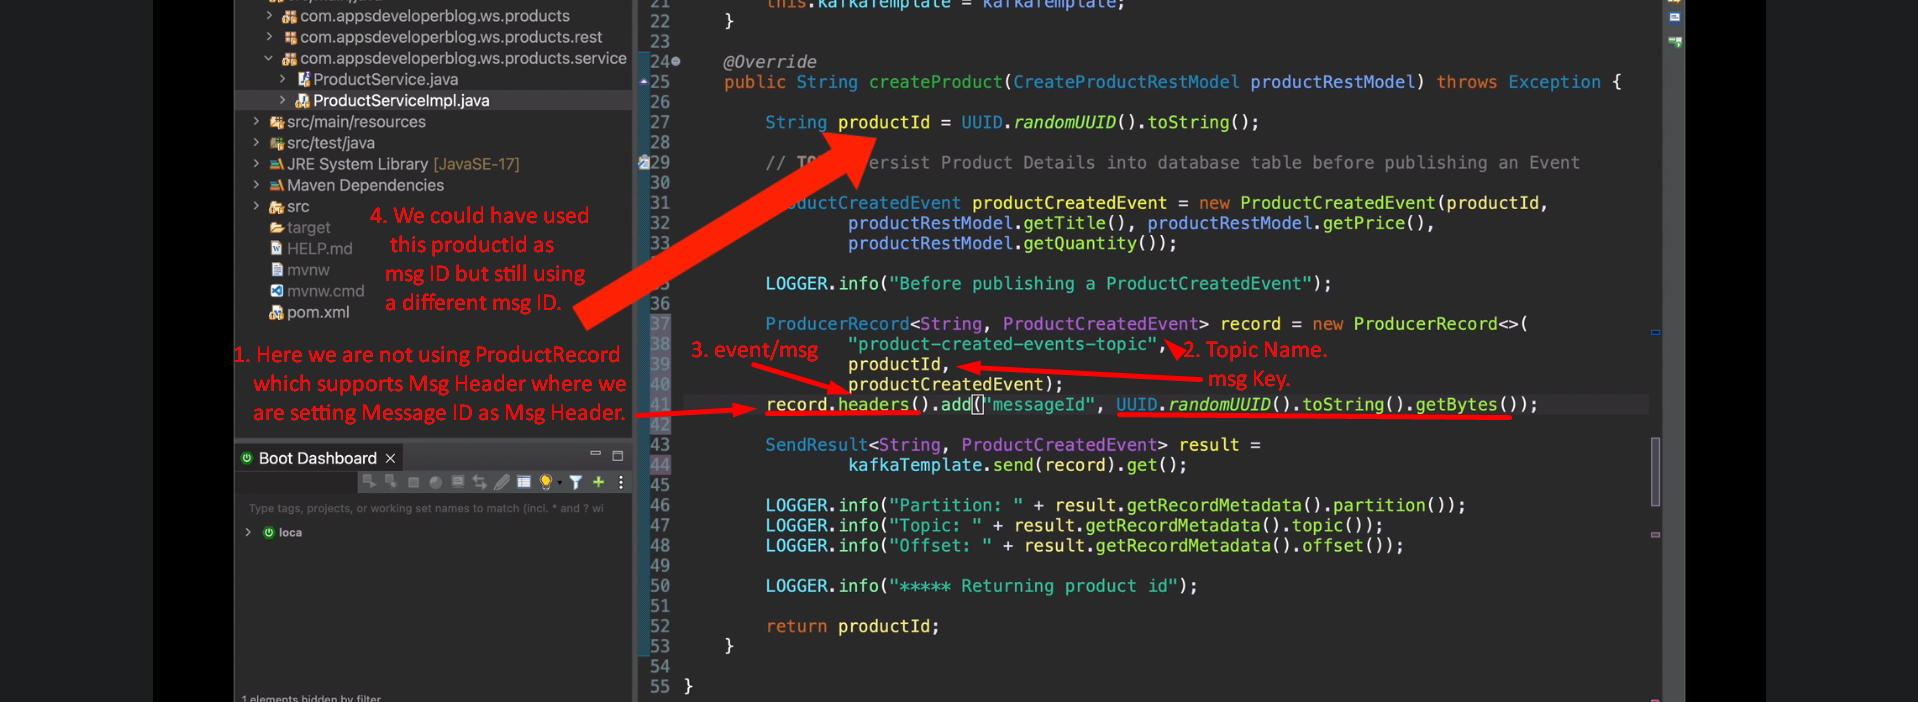 src/main/java
com.appsdeveloperblog.ws.products
com.appsdeveloperblog.ws.products.rest
com.appsdeveloperblog.ws.products.service
ProductService.java
ProductServiceImpl.java
src/main/resources
src/test/java
JRE System Library [JavaSE-17]
Maven Dependencies
src
target
HELP.md
mvnw
mvnw.cmd
pom.xml
4. We could have used
this productId as
msg ID but still using
a different msg ID.
1. Here we are not using ProductRecord
which supports Msg Header where we
are setting Message ID as Msg Header.
Boot Dashboard
Type tags, projects, or working set names to match (incl. * and ? wi
loca
1 elements hidden by filter
21 this.kafkaTemplate = kafkaTemplate;
22 }
23
24 @Override
25 public String createProduct(CreateProductRestModel productRestModel) throws Exception {
26
27 String productId = UUID.randomUUID().toString();
28
29 // ersist Product Details into database table before publishing an Event
30
31 ductCreatedEvent productCreatedEvent = new ProductCreatedEvent(productId,
32 productRestModel.getTitle(), productRestModel.getPrice(),
33 productRestModel.getQuantity());
LOGGER.info("Before publishing a ProductCreatedEvent");
36
37 ProducerRecord<String, ProductCreatedEvent> record = new ProducerRecord<>(
38 "product-created-events-topic",
39 productId,
40 productCreatedEvent);
41 record.headers().add("messageId", UUID.randomUUID().toString().getBytes());
42
43 SendResult<String, ProductCreatedEvent> result =
44 kafkaTemplate.send(record).get();
45
46 LOGGER.info("Partition: " + result.getRecordMetadata().partition());
47 LOGGER.info("Topic: " + result.getRecordMetadata().topic());
48 LOGGER.info("Offset: " + result.getRecordMetadata().offset());
49
50 LOGGER.info("***** Returning product id");
51
52 return productId;
53 }
54
55 }
3. event/msg
2. Topic Name.
msg Key.